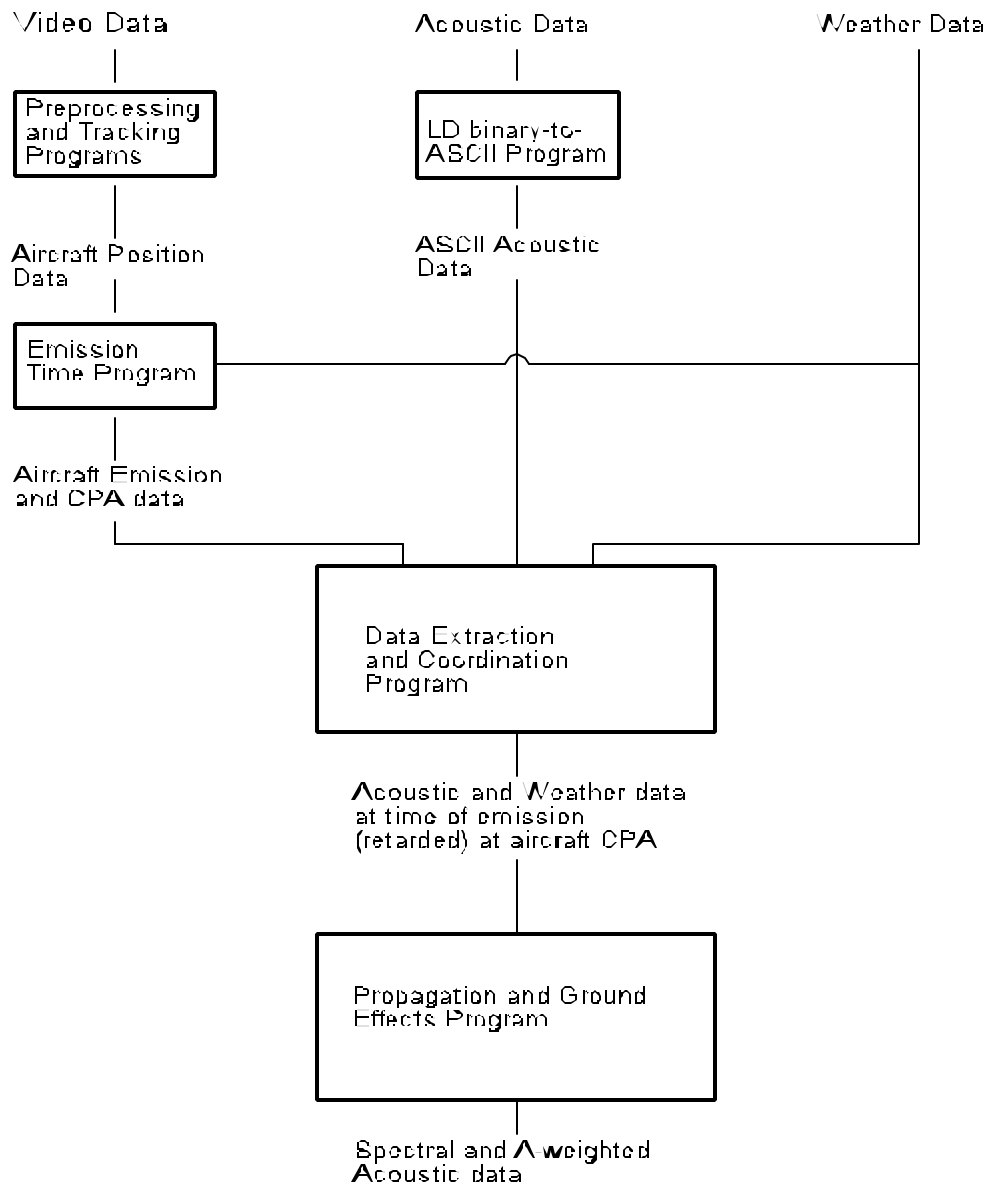 Video Data
Acoustic Data
Weather Data
Preprocessing
and Tracking
Programs
LD binary-to-
ASCII Program
Aircraft Position
Data
ASCII Acoustic
Data
Emission
Time Program
Aircraft Emission
and CPA data
Data Extraction
and Coordination
Program
Acoustic and Weather data
at time of emission
(retarded) at aircraft CPA
Propagation and Ground
Effects Program
Spectral and A-weighted
Acoustic data